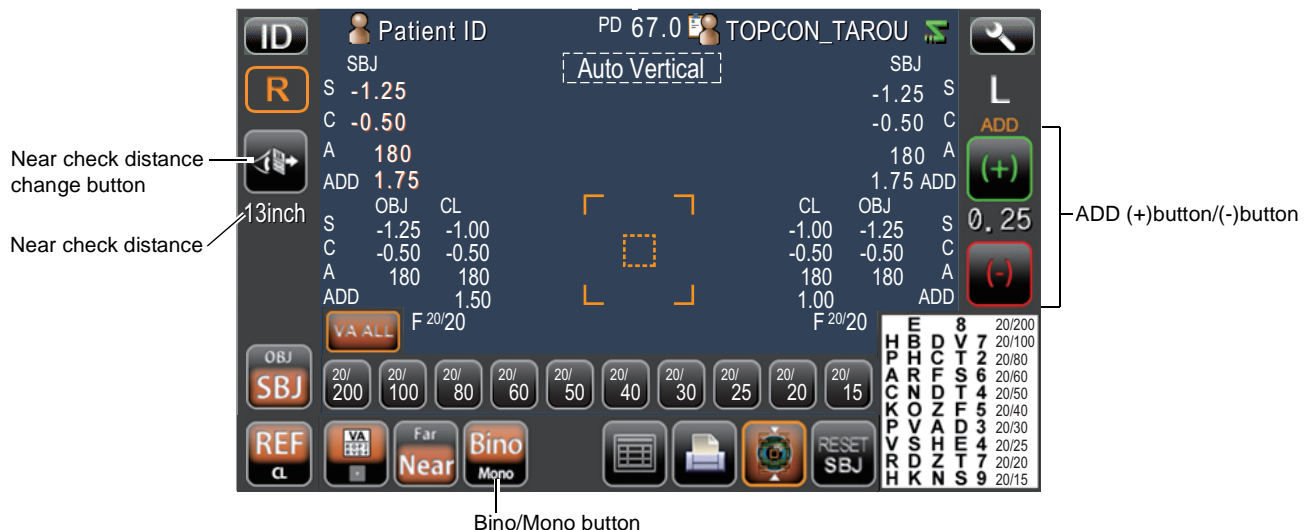 ID
Patient ID
PD 67.0
TOPCON_TAROU
R
SBJ
Auto Vertical
SBJ
L
S -1.25
-1.25 S
C -0.50
-0.50 C
ADD
A 180
180 A
(+)
ADD 1.75
1.75 ADD
Near check distance
change button
13inch
Near check distance
OBJ CL
CL OBJ
S -1.25 -1.00
-1.00 -1.25 S
0.25
ADD (+)button/(-)button
C -0.50 -0.50
-0.50 -0.50 C
A 180 180
180 180 A
(-)
ADD 1.50
1.00 ADD
VA ALL
F 20/20
F 20/20
E 8 20/200
H B D V 7 20/100
P H C T 2 20/80
A R F S 6 20/60
C N D T 4 20/50
K O Z F 5 20/40
P V A D 3 20/30
V S H E 4 20/25
R D Z T 7 20/20
H K N S 9 20/15
OBJ
SBJ
20/200 20/100 20/80 20/60 20/50 20/40 20/30 20/25 20/20 20/15
REF
CL
VA
Far
Near
Bino
Mono
RESET
SBJ
Bino/Mono button